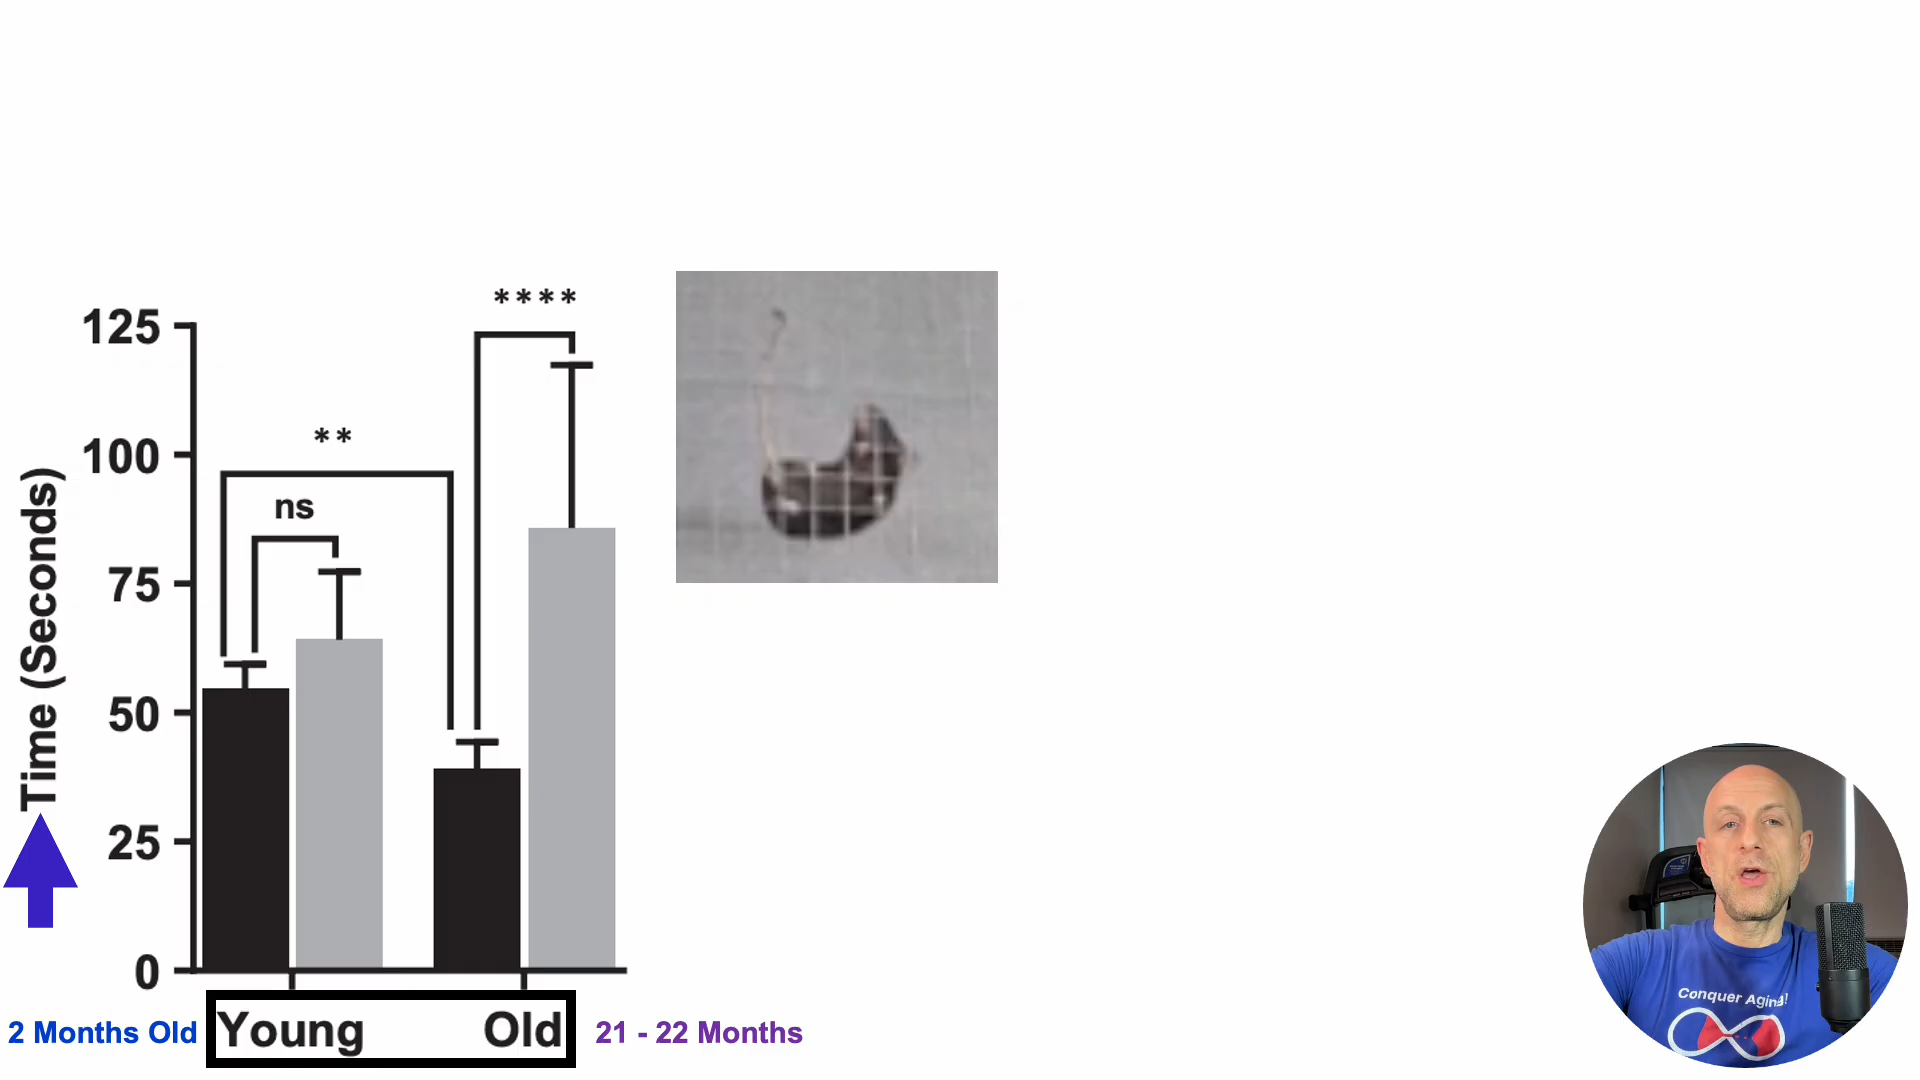 ****
125
**
100
ns
75
50
25
0
Time (Seconds)
2 Months Old
Young
Old
21 - 22 Months
Conquer Aging!